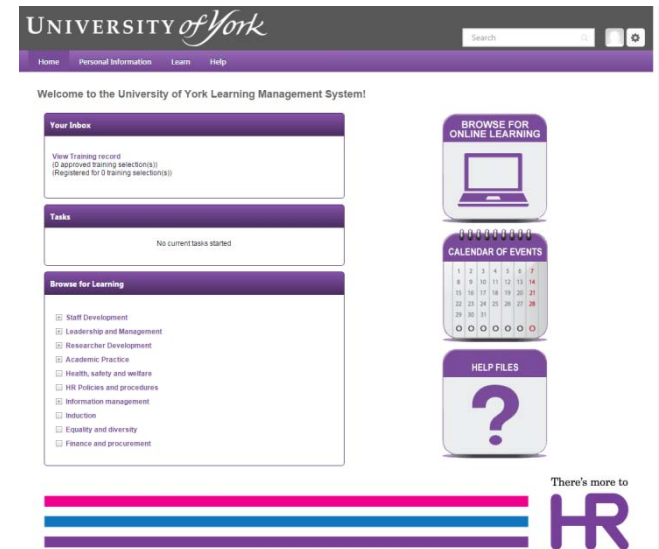 UNIVERSITY of York
Search
Home Personal Information Learn Help
Welcome to the University of York Learning Management System!
Your Inbox
View Training record
(0 approved training selection(s))
(Registered for 0 training selection(s))
Tasks
No current tasks started
Browse for Learning
Staff Development
Leadership and Management
Researcher Development
Academic Practice
Health, safety and welfare
HR Policies and procedures
Information management
Induction
Equality and diversity
Finance and procurement
BROWSE FOR
ONLINE LEARNING
CALENDAR OF EVENTS
1 2 3 4 5 6 7
8 9 10 11 12 13 14
15 16 17 18 19 20 21
22 23 24 25 26 27 28
29 30 31
HELP FILES
?
There's more to
HR